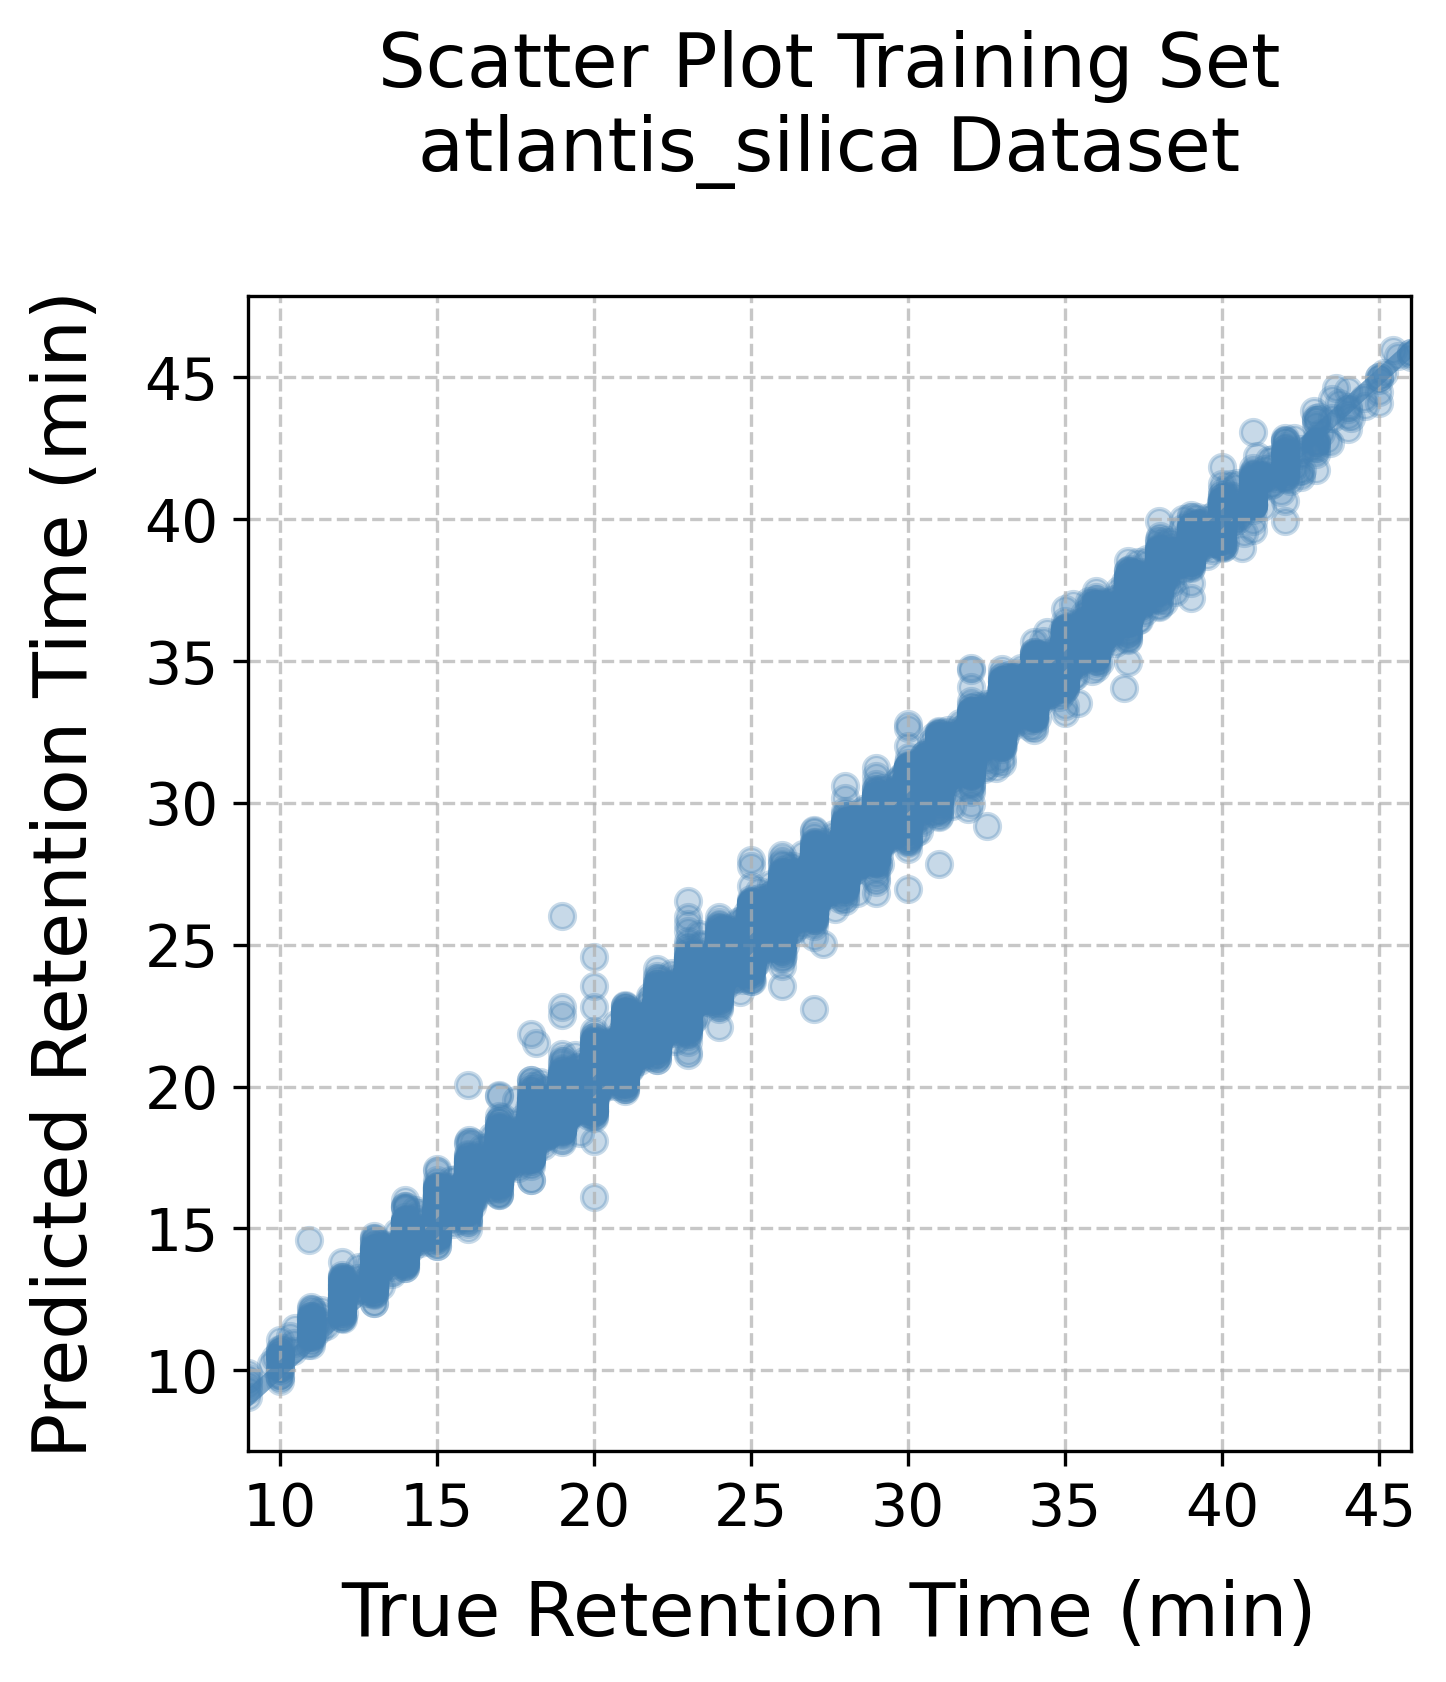 Scatter Plot Training Set
atlantis_silica Dataset
Predicted Retention Time (min)
45
40
35
30
25
20
15
10
10 15 20 25 30 35 40 45
True Retention Time (min)